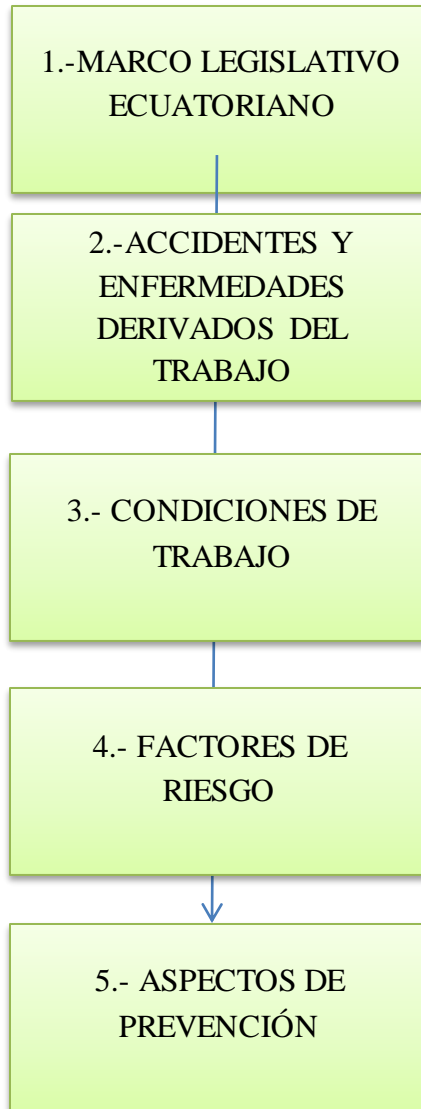 1.-MARCO LEGISLATIVO
ECUATORIANO
2.-ACCIDENTES Y
ENFERMEDADES
DERIVADOS DEL
TRABAJO
3.- CONDICIONES DE
TRABAJO
4.- FACTORES DE
RIESGO
5.- ASPECTOS DE
PREVENCIÓN